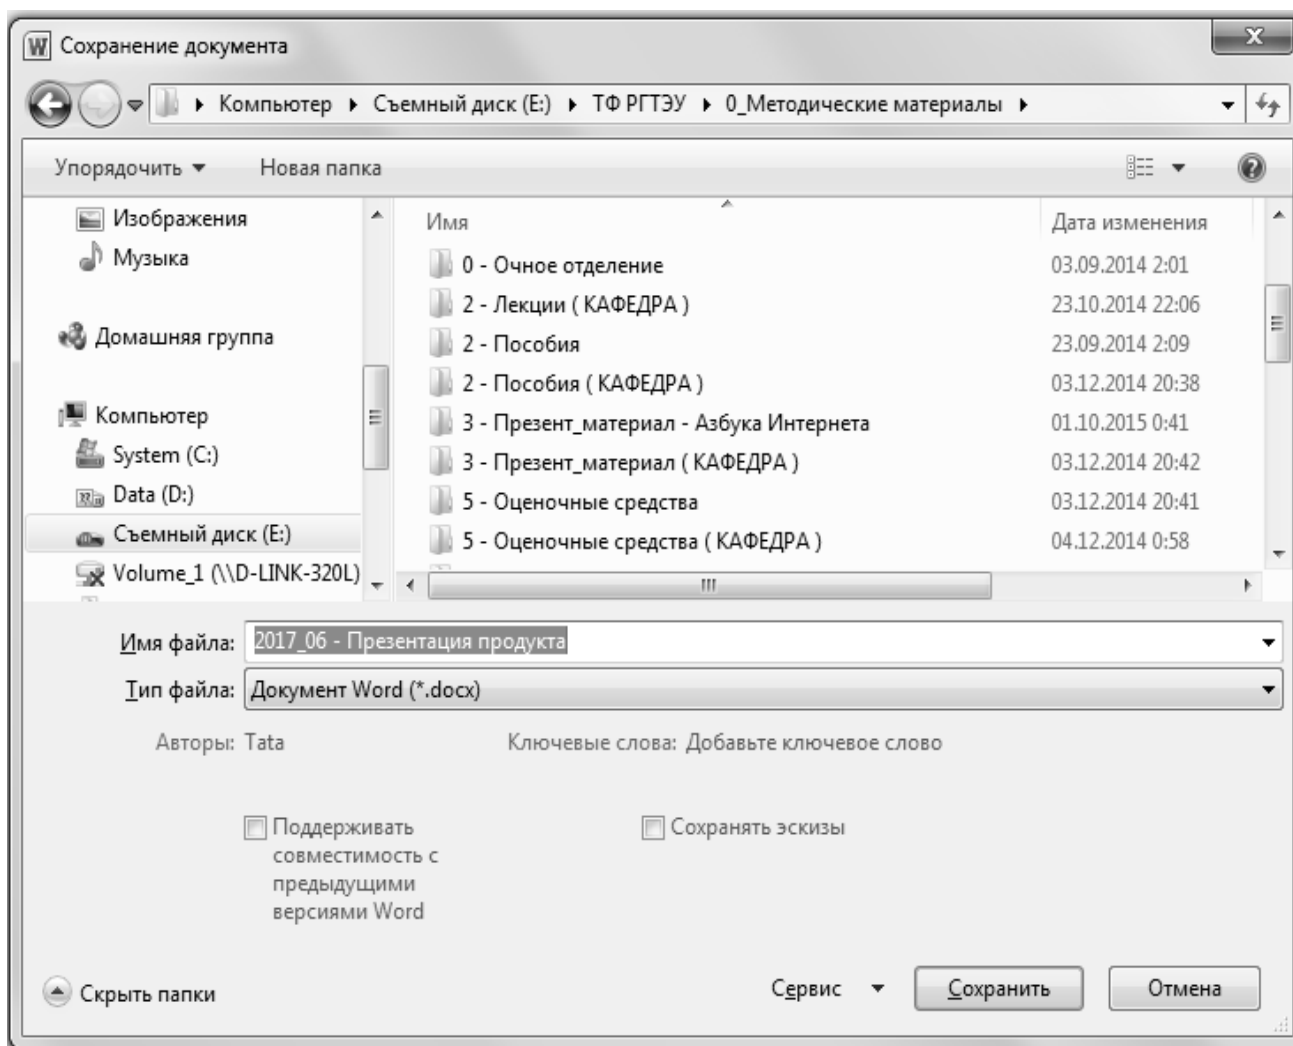 Сохранение документа
Компьютер Съемный диск (E:) ТФ РГТЭУ 0_Методические материалы
Упорядочить Новая папка
Изображения
Музыка
Домашняя группа
Компьютер
System (C:)
Data (D:)
Съемный диск (E:)
Volume_1 (\\D-LINK-320L)
Имя Дата изменения
0 - Очное отделение 03.09.2014 2:01
2 - Лекции ( КАФЕДРА ) 23.10.2014 22:06
2 - Пособия 23.09.2014 2:09
2 - Пособия ( КАФЕДРА ) 03.12.2014 20:38
3 - Презент_материал - Азбука Интернета 01.10.2015 0:41
3 - Презент_материал ( КАФЕДРА ) 03.12.2014 20:42
5 - Оценочные средства 03.12.2014 20:41
5 - Оценочные средства ( КАФЕДРА ) 04.12.2014 0:58
Имя файла: 2017_06 - Презентация продукта
Тип файла: Документ Word (*.docx)
Авторы: Tata Ключевые слова: Добавьте ключевое слово
Поддерживать
совместимость с
предыдущими
версиями Word
Сохранять эскизы
Скрыть папки Сервис Сохранить Отмена